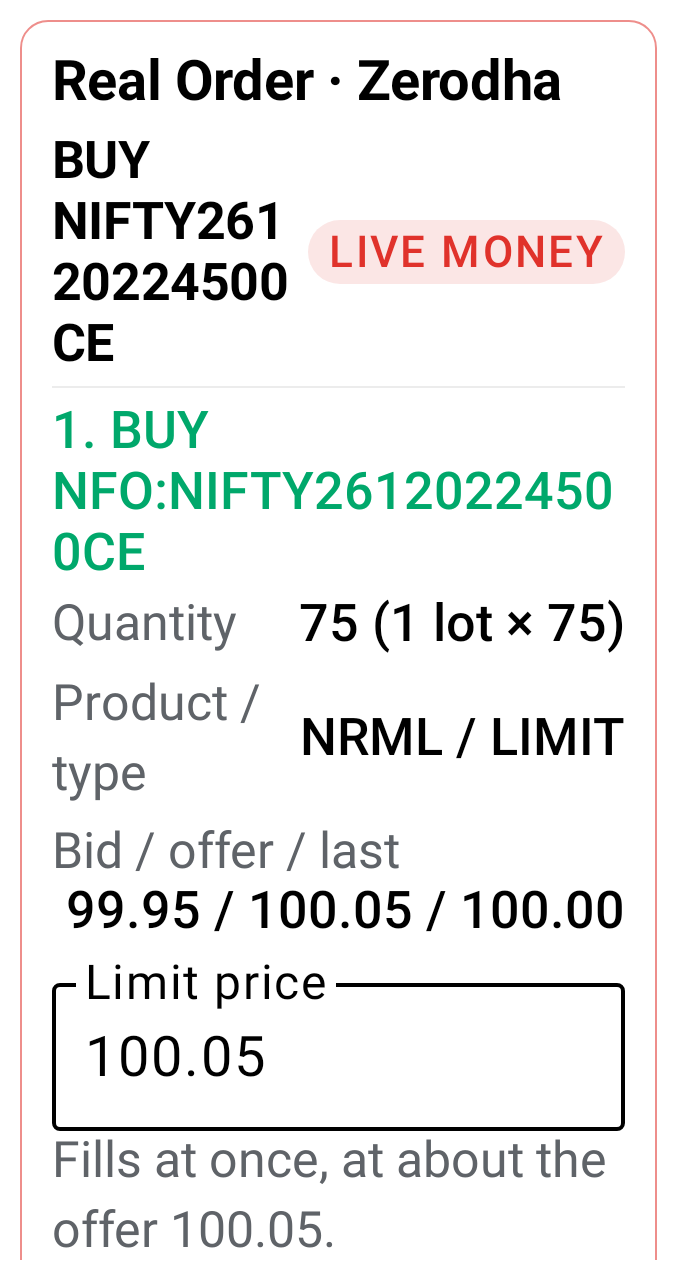 Real Order · Zerodha
BUY
NIFTY261
20224500
CE
LIVE MONEY
1. BUY
NFO:NIFTY2612022450
0CE
Quantity 75 (1 lot × 75)
Product /
type
NRML / LIMIT
Bid / offer / last
99.95 / 100.05 / 100.00
Limit price
100.05
Fills at once, at about the
offer 100.05.